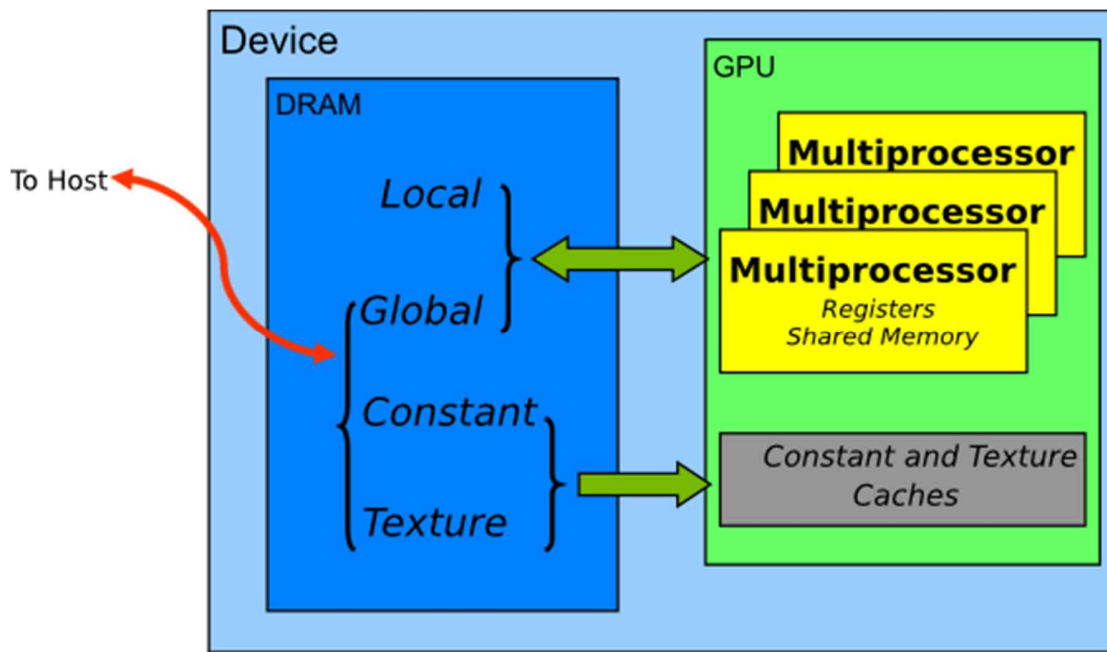 Device
DRAM
To Host
Local
Global
Constant
Texture
GPU
Multiprocessor
Multiprocessor
Multiprocessor
Registers
Shared Memory
Constant and Texture
Caches